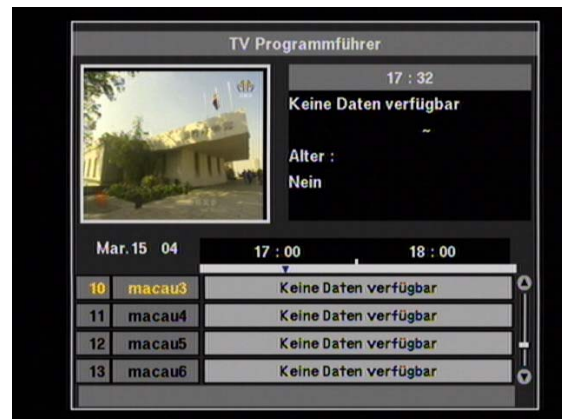 TV Programmführer
17 : 32
Keine Daten verfügbar
~
Alter :
Nein
Mar. 15 04
17 : 00 18 : 00
10 macau3 Keine Daten verfügbar
11 macau4 Keine Daten verfügbar
12 macau5 Keine Daten verfügbar
13 macau6 Keine Daten verfügbar